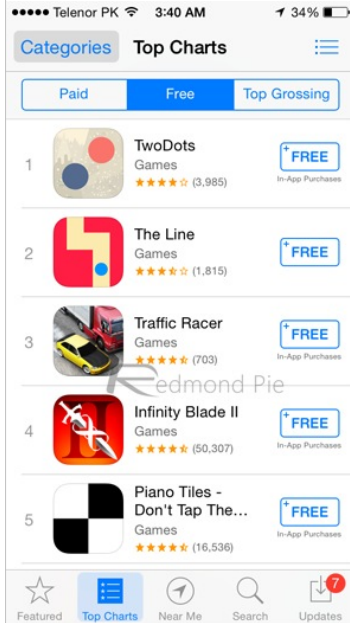 Telenor PK 3:40 AM 34%
Categories Top Charts
Paid Free Top Grossing
1 TwoDots
Games
(3,985)
+FREE
In-App Purchases
2 The Line
Games
(1,815)
+FREE
3 Traffic Racer
Games
(703)
+FREE
In-App Purchases
Redmond Pie
4 Infinity Blade II
Games
(50,307)
+FREE
In-App Purchases
5 Piano Tiles -
Don't Tap The...
Games
(16,536)
+FREE
In-App Purchases
Featured Top Charts Near Me Search Updates 7